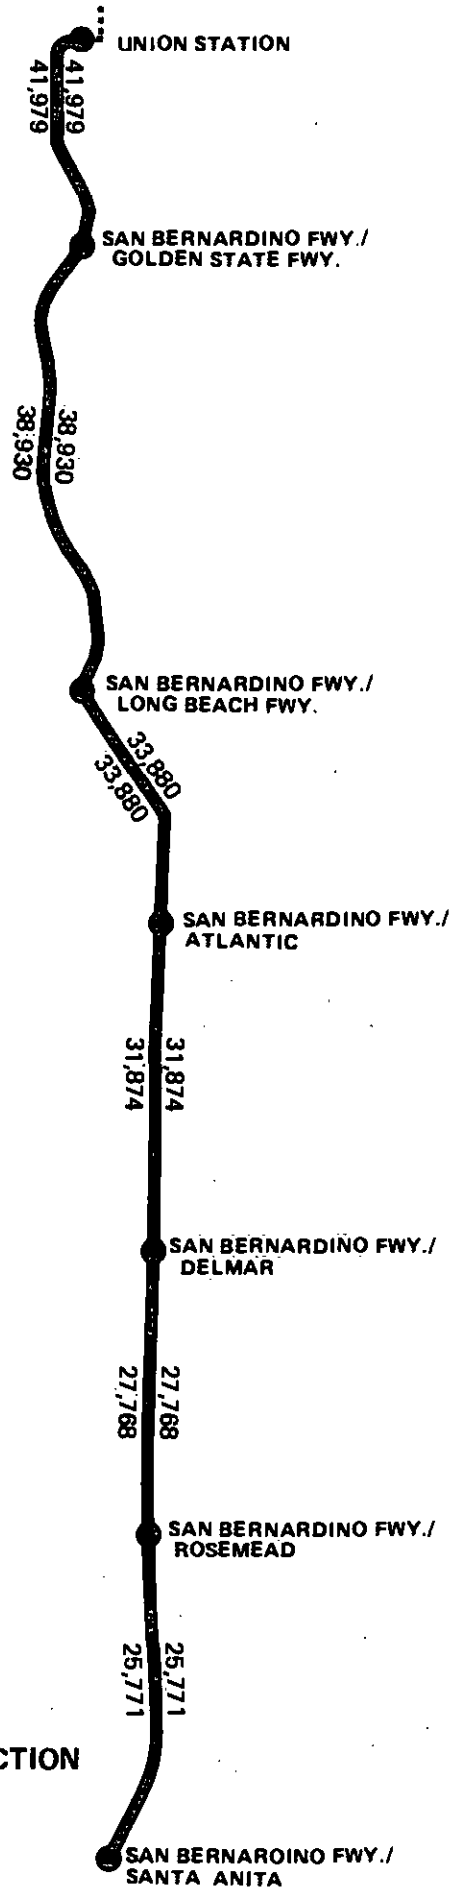 UNION STATION
41,979
41,979
SAN BERNARDINO FWY./
GOLDEN STATE FWY.
38,930
38,930
SAN BERNARDINO FWY./
LONG BEACH FWY.
33,880
33,880
SAN BERNARDINO FWY./
ATLANTIC
31,874
31,874
SAN BERNARDINO FWY./
DELMAR
27,768
27,768
SAN BERNARDINO FWY./
ROSEMEAD
25,771
25,771
CTION
SAN BERNAROINO FWY./
SANTA ANITA